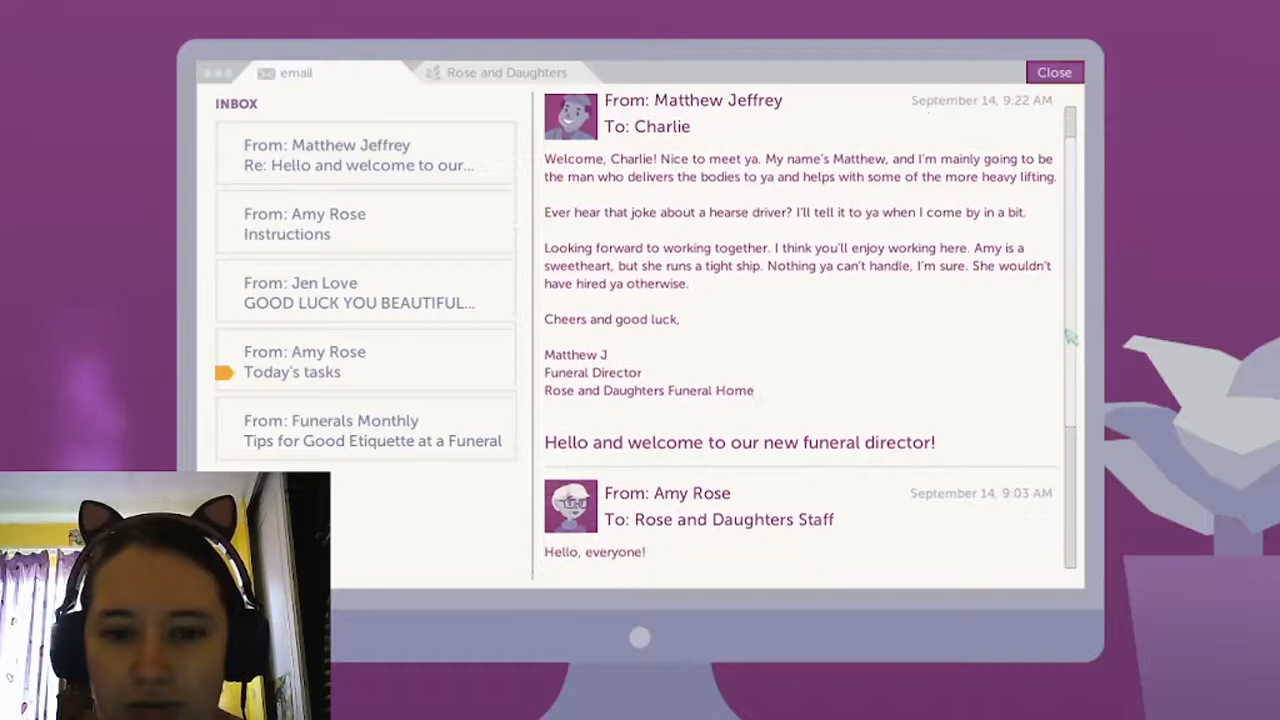 email
Rose and Daughters
Close
INBOX
From: Matthew Jeffrey
Re: Hello and welcome to our...
From: Amy Rose
Instructions
From: Jen Love
GOOD LUCK YOU BEAUTIFUL...
From: Amy Rose
Today's tasks
From: Funerals Monthly
Tips for Good Etiquette at a Funeral
From: Matthew Jeffrey
September 14, 9:22 AM
To: Charlie
Welcome, Charlie! Nice to meet ya. My name's Matthew, and I'm mainly going to be
the man who delivers the bodies to ya and helps with some of the more heavy lifting.
Ever hear that joke about a hearse driver? I'll tell it to ya when I come by in a bit.
Looking forward to working together. I think you'll enjoy working here. Amy is a
sweetheart, but she runs a tight ship. Nothing ya can't handle, I'm sure. She wouldn't
have hired ya otherwise.
Cheers and good luck,
Matthew J
Funeral Director
Rose and Daughters Funeral Home
Hello and welcome to our new funeral director!
From: Amy Rose
September 14, 9:03 AM
To: Rose and Daughters Staff
Hello, everyone!